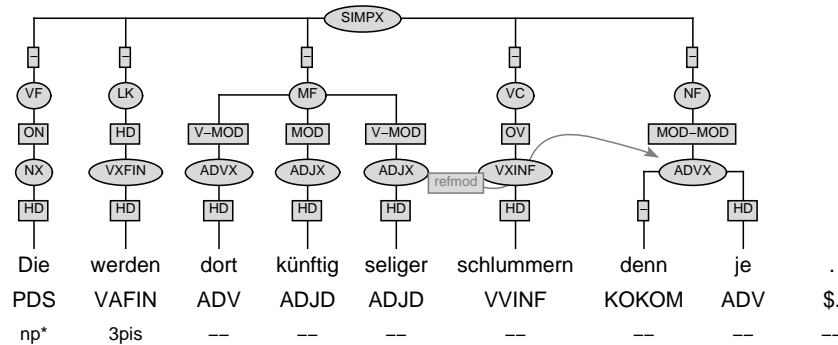 SIMPX
– – – – –
VF LK MF VC NF
ON HD V–MOD MOD V–MOD OV MOD–MOD
NX VXFIN ADVX ADJX ADJX refmod VXINF ADVX
HD HD HD HD HD HD – HD
Die werden dort künftig seliger schlummern denn je .
PDS VAFIN ADV ADJD ADJD VVINF KOKOM ADV $.
np* 3pis –– –– –– –– –– –– ––